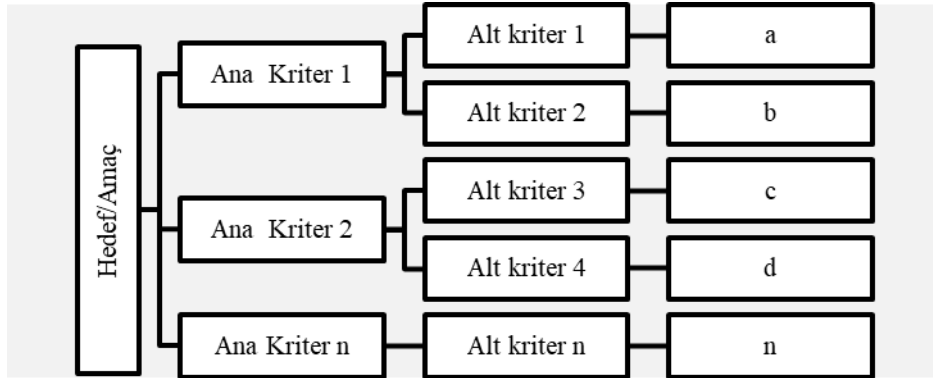 Hedef/Amaç
Ana Kriter 1
Alt kriter 1
a
Alt kriter 2
b
Ana Kriter 2
Alt kriter 3
c
Alt kriter 4
d
Ana Kriter n
Alt kriter n
n